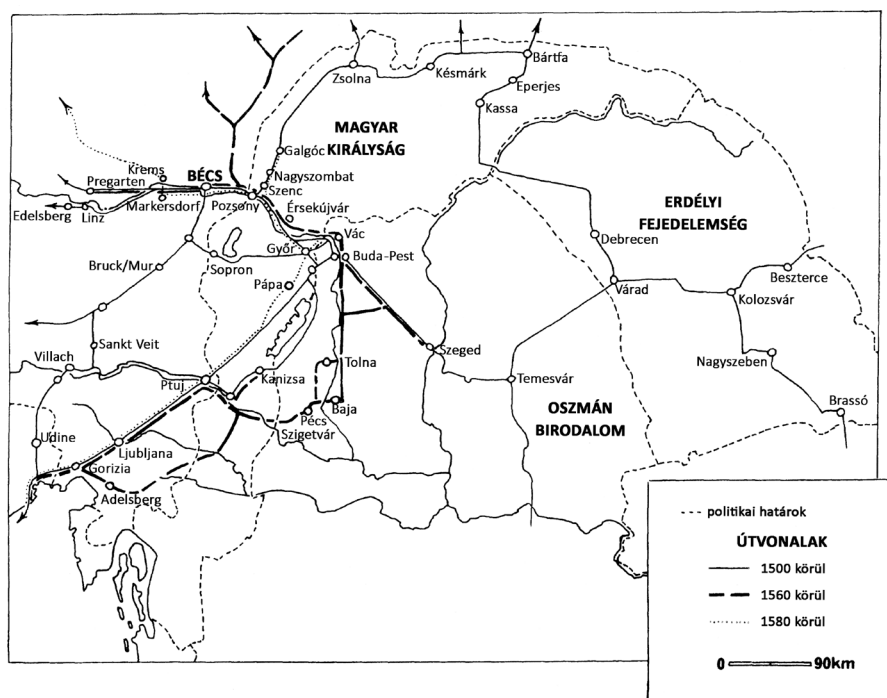 Bártfa
Zsolna
Késmárk
Eperjes
Kassa
MAGYAR
KIRÁLYSÁG
Galgóc
Krems
BÉCS
Nagyszombat
Pregarten
Szenc
ERDÉLYI
FEJEDELEMSÉG
Edelsberg
Linz
Markersdorf
Pozsony
Érsekújvár
Vác
Debrecen
Győr
Buda-Pest
Bruck/Mur
Sopron
Beszterce
Pápa
Várad
Kolozsvár
Sankt Veit
Szeged
Villach
Tolna
Nagyszeben
Ptuj
Kanizsa
Temesvár
Baja
OSZMÁN
BIRODALOM
Brassó
Pécs
Szigetvár
Udine
Ljubljana
Gorizia
Adelsberg
politikai határok
ÚTVONALAK
1500 körül
1560 körül
1580 körül
0 90km